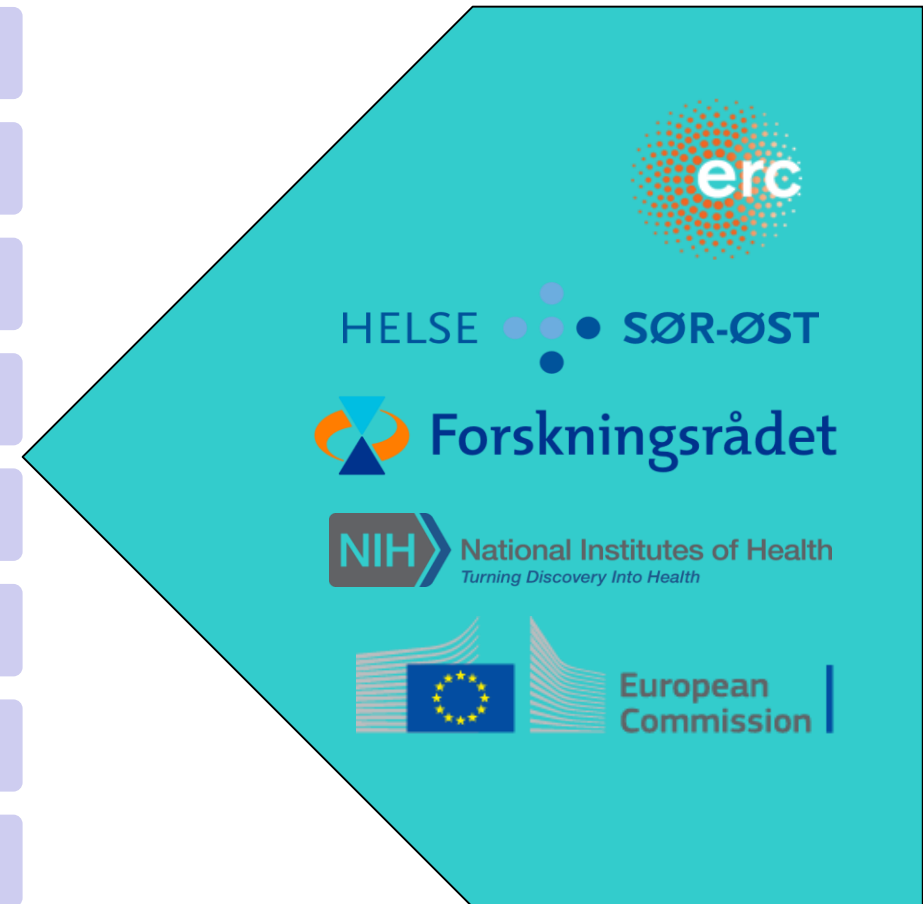 erc
HELSE SØR-ØST
Forskningsrådet
NIH National Institutes of Health
Turning Discovery Into Health
European
Commission